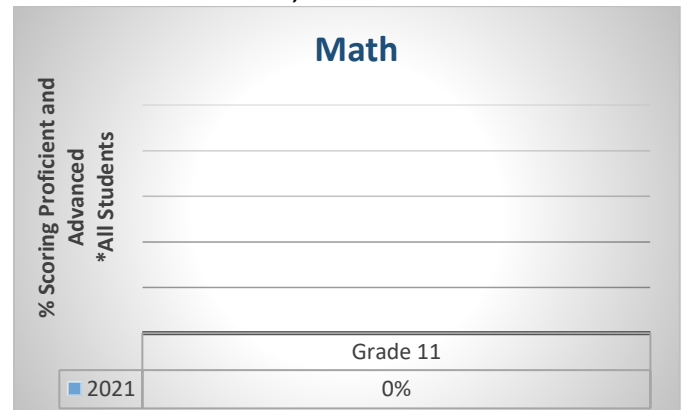 Math
% Scoring Proficient and
Advanced
*All Students
Grade 11
2021 0%